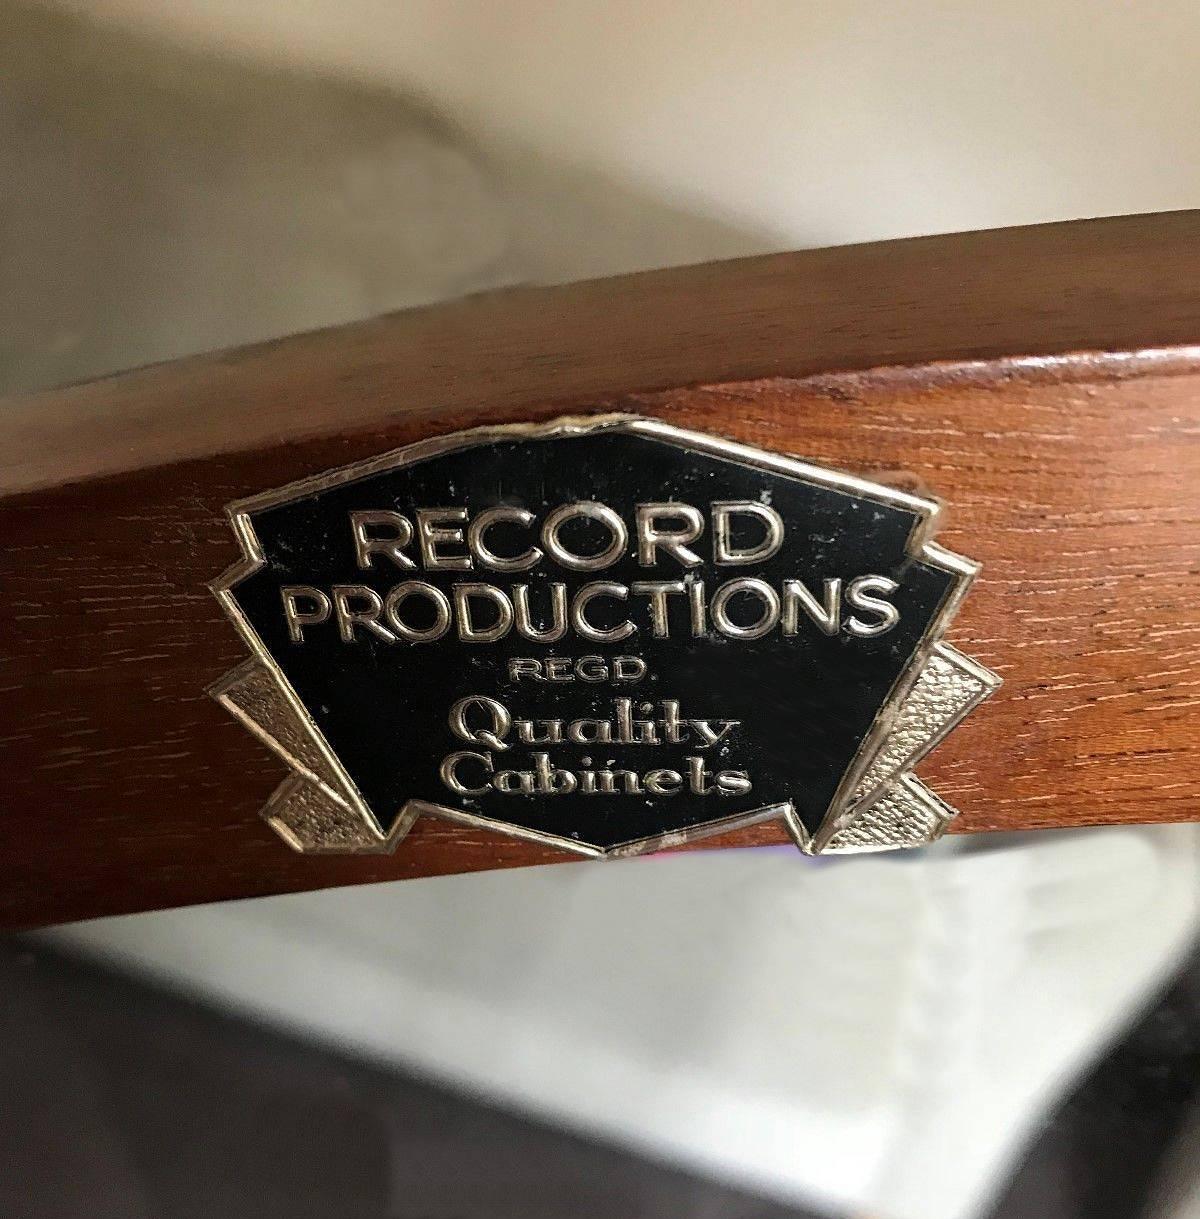 RECORD
PRODUCTIONS
REGD.
Quality
Cabinets